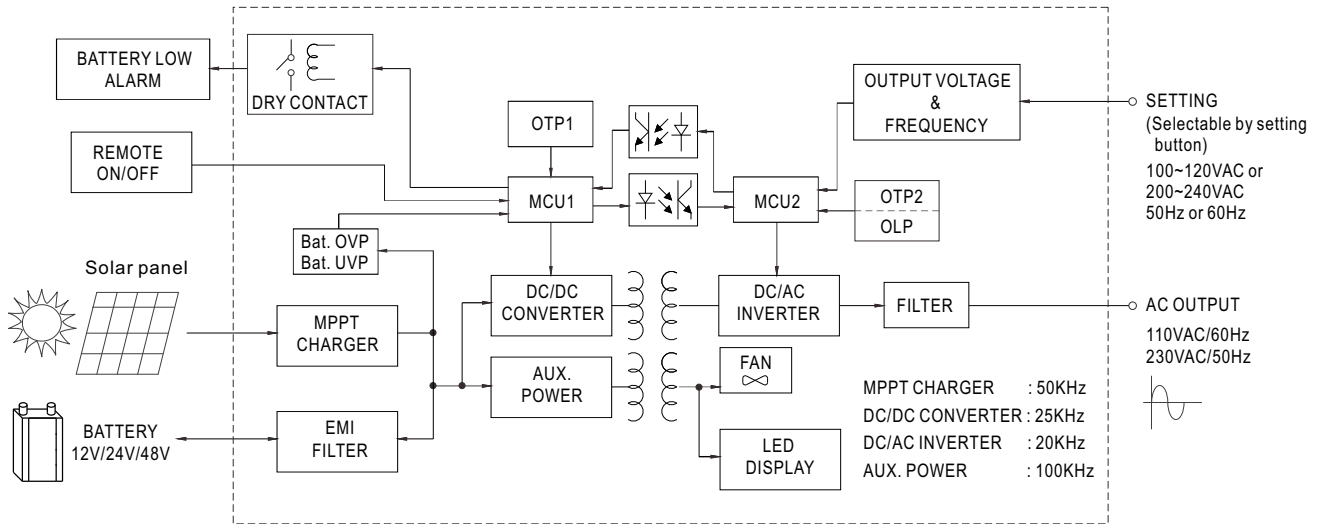 BATTERY LOW
ALARM
DRY CONTACT
REMOTE
ON/OFF
OTP1
MCU1
MCU2
OUTPUT VOLTAGE
&
FREQUENCY
SETTING
(Selectable by setting
button)
100~120VAC or
200~240VAC
50Hz or 60Hz
OTP2
OLP
Bat. OVP
Bat. UVP
Solar panel
MPPT
CHARGER
DC/DC
CONVERTER
DC/AC
INVERTER
FILTER
AC OUTPUT
110VAC/60Hz
230VAC/50Hz
AUX.
POWER
FAN
BATTERY
12V/24V/48V
EMI
FILTER
LED
DISPLAY
MPPT CHARGER : 50KHz
DC/DC CONVERTER : 25KHz
DC/AC INVERTER : 20KHz
AUX. POWER : 100KHz